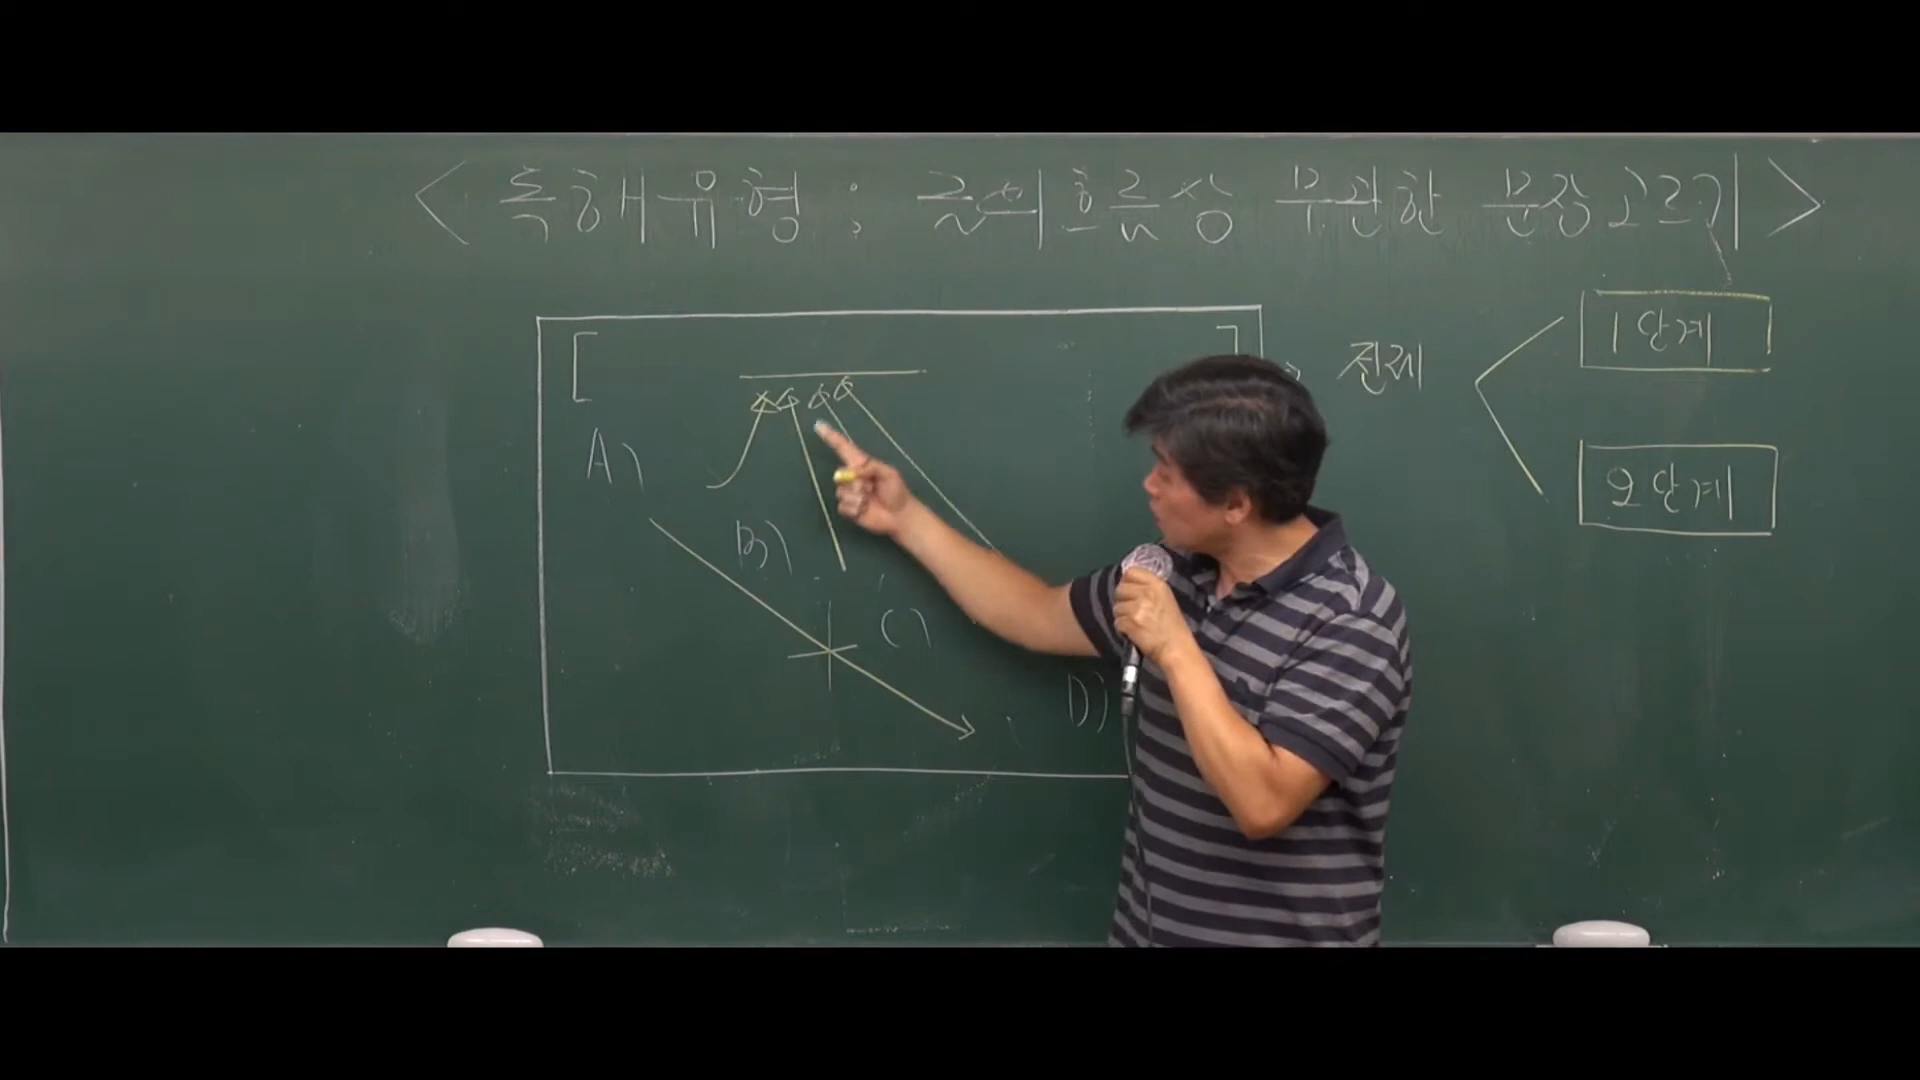 < 독해유형 : 글의 흐름상 무관한 문장 고르기 >
[ ] → 전제
1단계
2단계
A)
B)
C)
D)